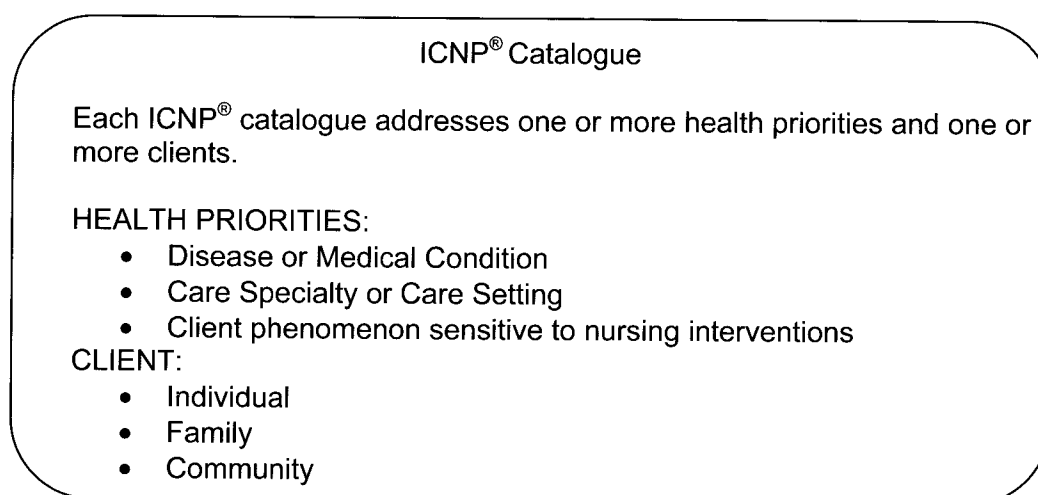 ICNP® Catalogue
Each ICNP® catalogue addresses one or more health priorities and one or
more clients.
HEALTH PRIORITIES:
• Disease or Medical Condition
• Care Specialty or Care Setting
• Client phenomenon sensitive to nursing interventions
CLIENT:
• Individual
• Family
• Community